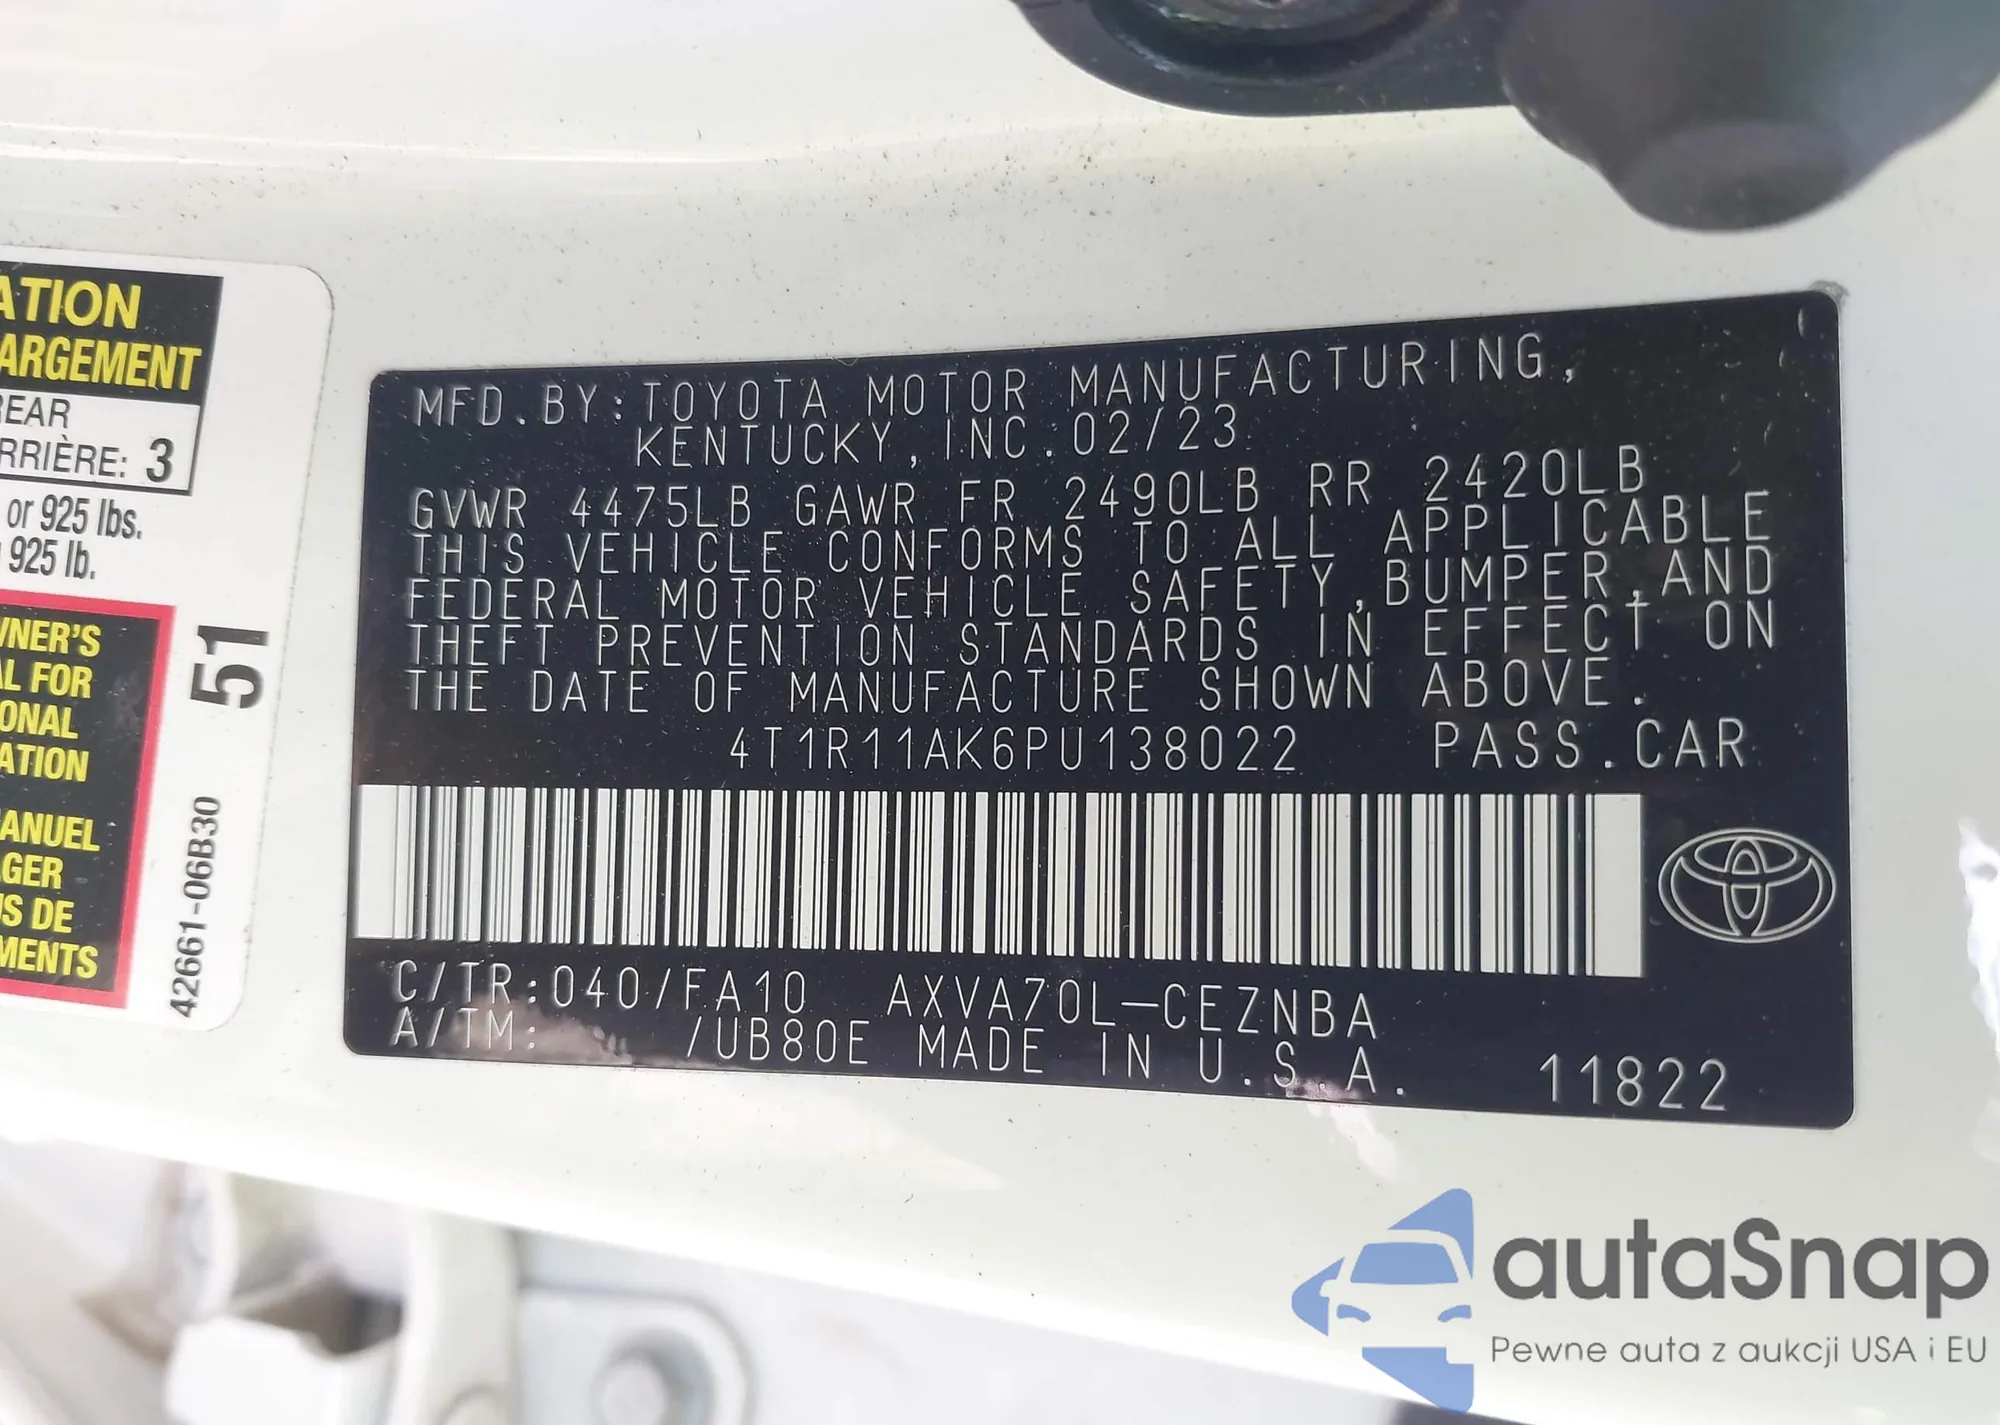 ATION
ARGEMENT
REAR
RRIÈRE: 3
or 925 lbs.
925 lb.
WNER'S
AL FOR
IONAL
ATION
MANUEL
GER
US DE
MENTS
51
42661-06B30
MFD.BY:TOYOTA MOTOR MANUFACTURING,
KENTUCKY,INC.02/23
GVWR 4475LB GAWR FR 2490LB RR 2420LB
THIS VEHICLE CONFORMS TO ALL APPLICABLE
FEDERAL MOTOR VEHICLE SAFETY,BUMPER,AND
THEFT PREVENTION STANDARDS IN EFFECT ON
THE DATE OF MANUFACTURE SHOWN ABOVE.
4T1R11AK6PU138022 PASS.CAR
C/TR:040/FA10 AXVA70L-CEZNBA
A/TM: /UB80E MADE IN U.S.A. 11822
autaSnap
Pewne auta z aukcji USA i EU